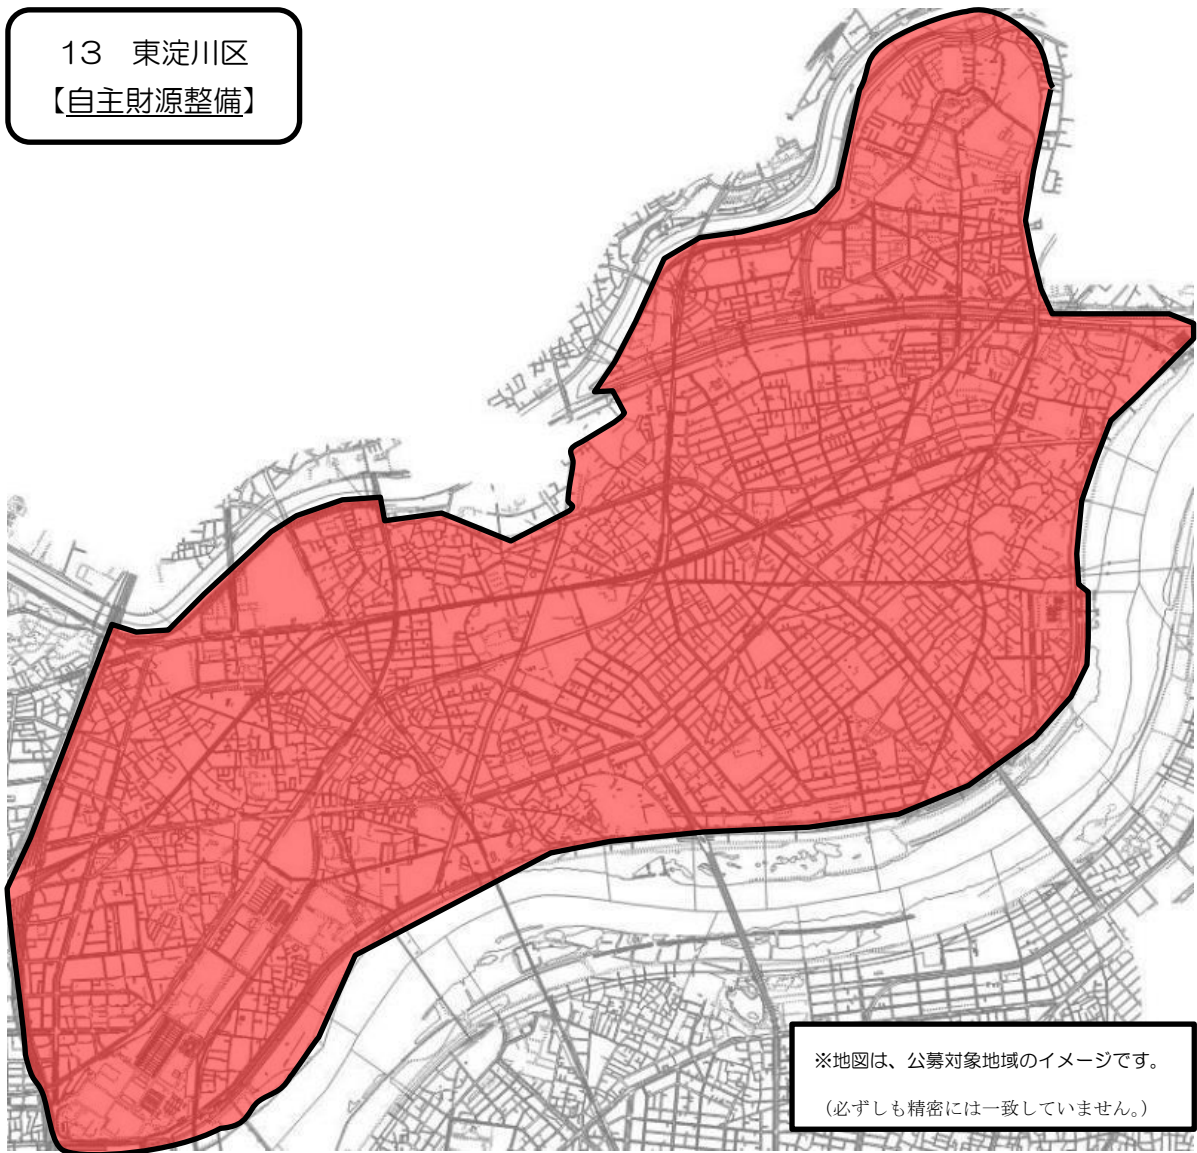 13 東淀川区
【自主財源整備】
※地図は、公募対象地域のイメージです。
（必ずしも精密には一致していません。）